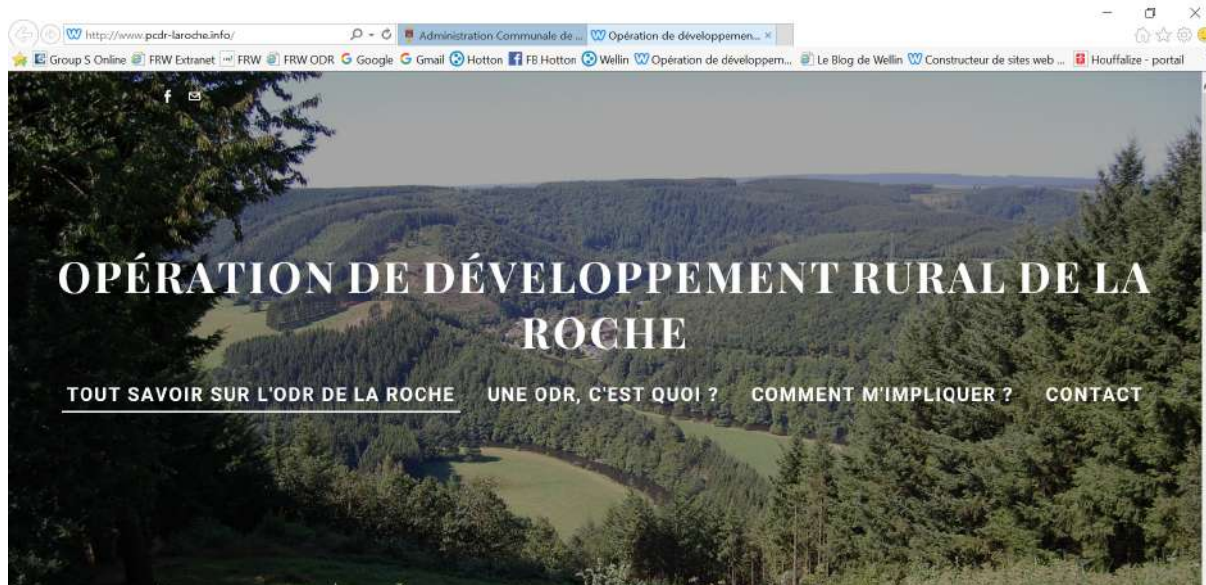 http://www.pcdr-laroche.info/
Administration Communale de ...
Opération de développemen...
Group S Online
FRW Extranet
FRW
FRW ODR
Google
Gmail
Hotton
FB Hotton
Wellin
Opération de développem...
Le Blog de Wellin
Constructeur de sites web ...
Houffalize - portail
OPÉRATION DE DÉVELOPPEMENT RURAL DE LA
ROCHE
TOUT SAVOIR SUR L'ODR DE LA ROCHE
UNE ODR, C'EST QUOI ?
COMMENT M'IMPLIQUER ?
CONTACT